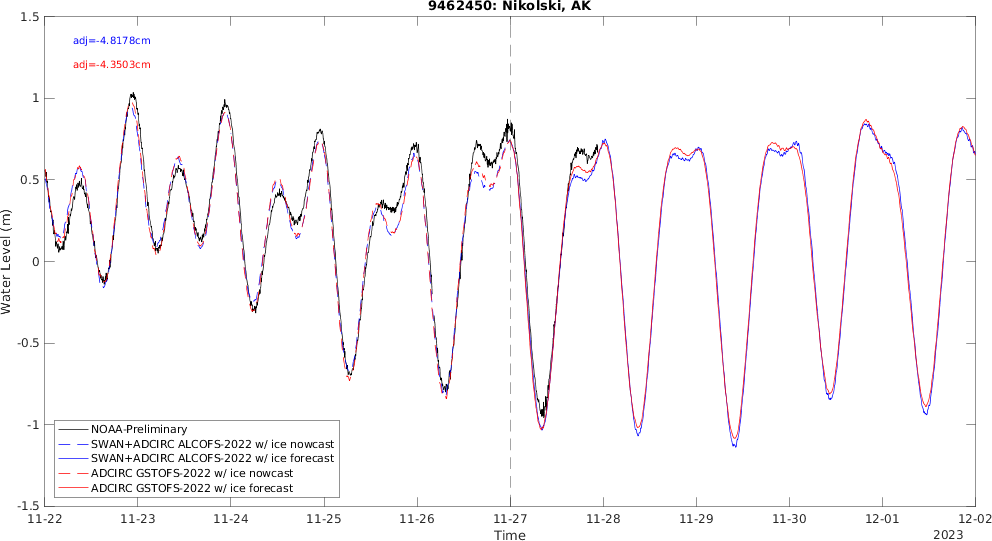 9462450: Nikolski, AK
adj=-4.8178cm
adj=-4.3503cm
1.5
1
0.5
0
-0.5
-1
-1.5
Water Level (m)
NOAA-Preliminary
SWAN+ADCIRC ALCOFS-2022 w/ ice nowcast
SWAN+ADCIRC ALCOFS-2022 w/ ice forecast
ADCIRC GSTOFS-2022 w/ ice nowcast
ADCIRC GSTOFS-2022 w/ ice forecast
11-22 11-23 11-24 11-25 11-26 11-27 11-28 11-29 11-30 12-01 12-02
Time
2023